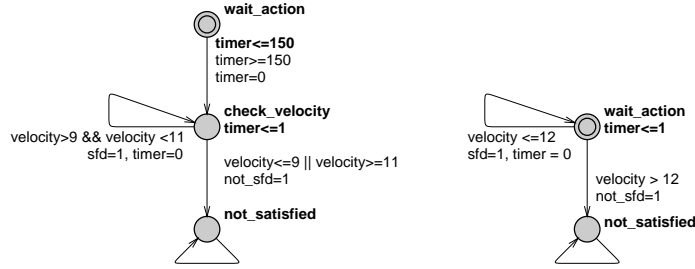 wait_action
timer<=150
timer>=150
timer=0
check_velocity
timer<=1
velocity>9 && velocity <11
sfd=1, timer=0
velocity<=9 || velocity>=11
not_sfd=1
not_satisfied
wait_action
timer<=1
velocity <=12
sfd=1, timer = 0
velocity > 12
not_sfd=1
not_satisfied